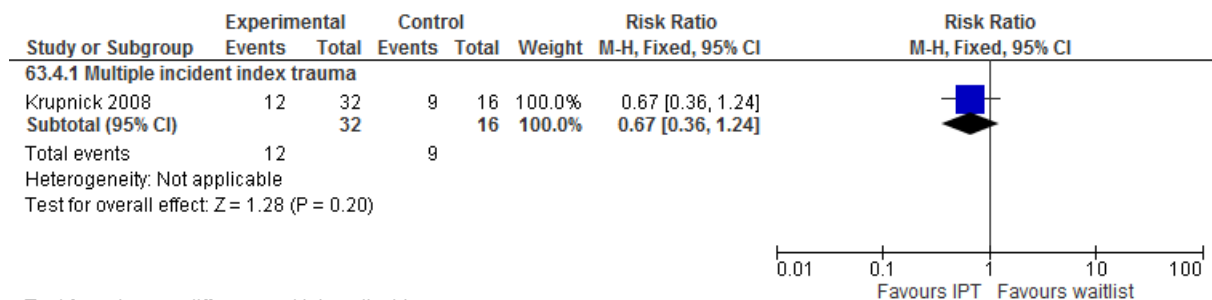 Experimental Control Risk Ratio Risk Ratio
Study or Subgroup Events Total Events Total Weight M-H, Fixed, 95% CI M-H, Fixed, 95% CI
63.4.1 Multiple incident index trauma
Krupnick 2008 12 32 9 16 100.0% 0.67 [0.36, 1.24]
Subtotal (95% CI) 32 16 100.0% 0.67 [0.36, 1.24]
Total events 12 9
Heterogeneity: Not applicable
Test for overall effect: Z = 1.28 (P = 0.20)
0.01 0.1 1 10 100
Favours IPT Favours waitlist